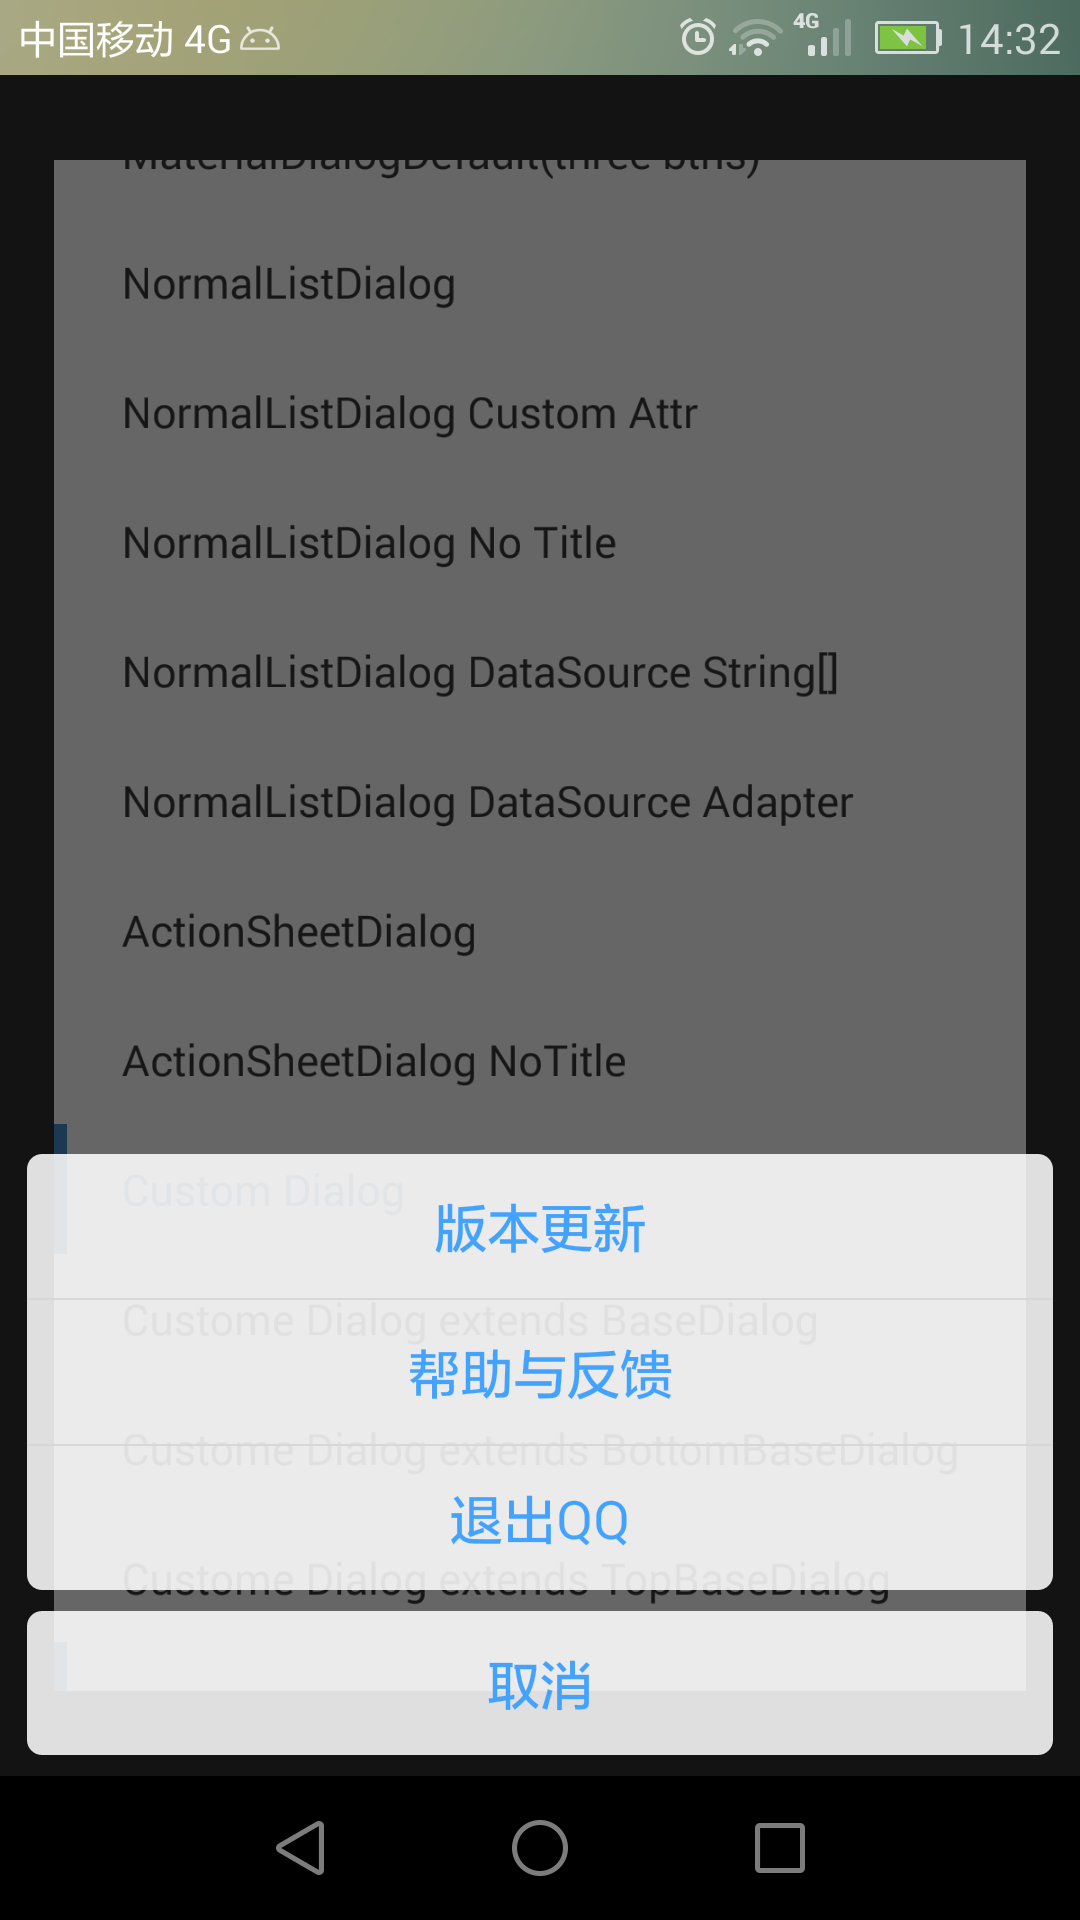 中国移动 4G
4G
14:32
MaterialDialogDefault(three btns)
NormalListDialog
NormalListDialog Custom Attr
NormalListDialog No Title
NormalListDialog DataSource String[]
NormalListDialog DataSource Adapter
ActionSheetDialog
ActionSheetDialog NoTitle
Custom Dialog
版本更新
Custome Dialog extends BaseDialog
帮助与反馈
Custome Dialog extends BottomBaseDialog
退出QQ
Custome Dialog extends TopBaseDialog
取消